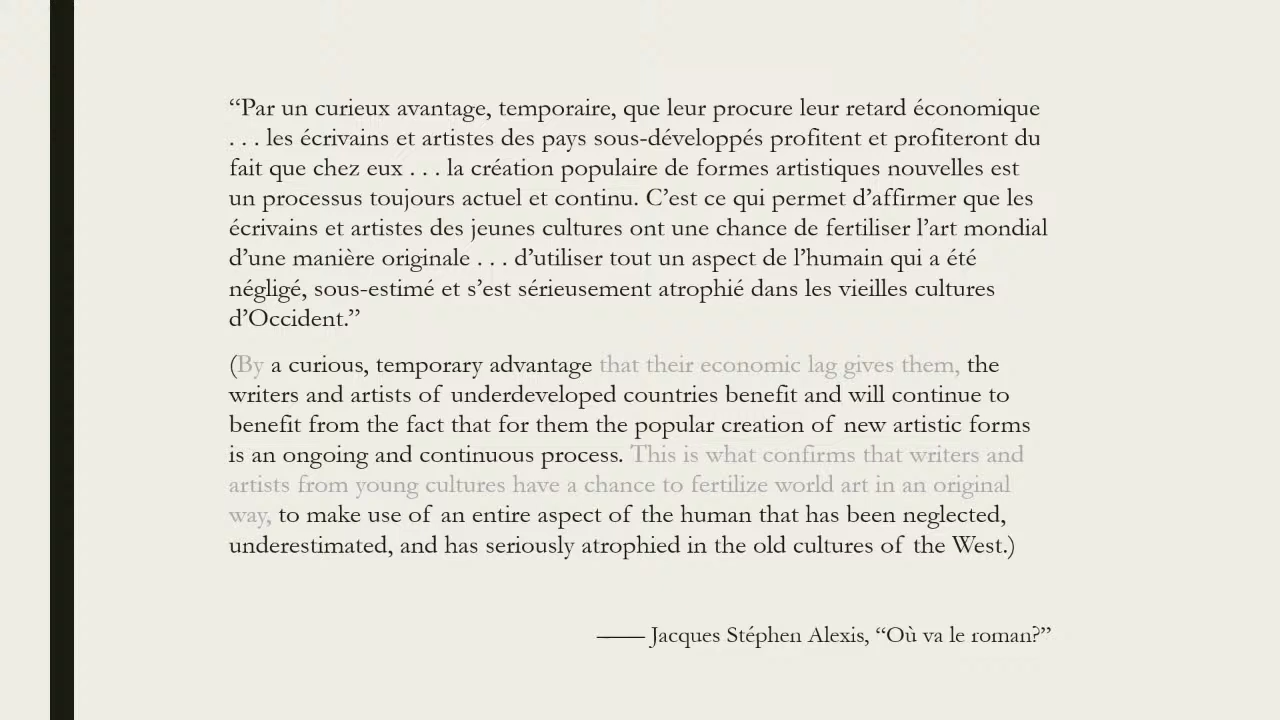 “Par un curieux avantage, temporaire, que leur procure leur retard économique
. . . les écrivains et artistes des pays sous-développés profitent et profiteront du
fait que chez eux . . . la création populaire de formes artistiques nouvelles est
un processus toujours actuel et continu. C’est ce qui permet d’affirmer que les
écrivains et artistes des jeunes cultures ont une chance de fertiliser l’art mondial
d’une manière originale . . . d’utiliser tout un aspect de l’humain qui a été
négligé, sous-estimé et s’est sérieusement atrophié dans les vieilles cultures
d’Occident.”
(By a curious, temporary advantage that their economic lag gives them, the
writers and artists of underdeveloped countries benefit and will continue to
benefit from the fact that for them the popular creation of new artistic forms
is an ongoing and continuous process. This is what confirms that writers and
artists from young cultures have a chance to fertilize world art in an original
way, to make use of an entire aspect of the human that has been neglected,
underestimated, and has seriously atrophied in the old cultures of the West.)
—— Jacques Stéphen Alexis, “Où va le roman?”